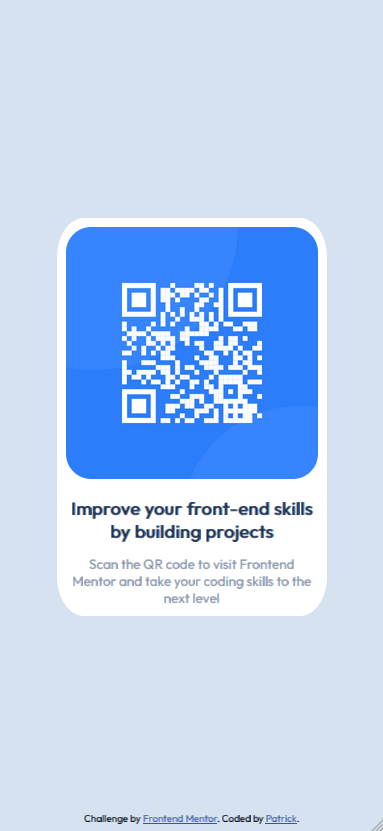 Improve your front-end skills
by building projects
Scan the QR code to visit Frontend
Mentor and take your coding skills to the
next level
Challenge by Frontend Mentor. Coded by Patrick.